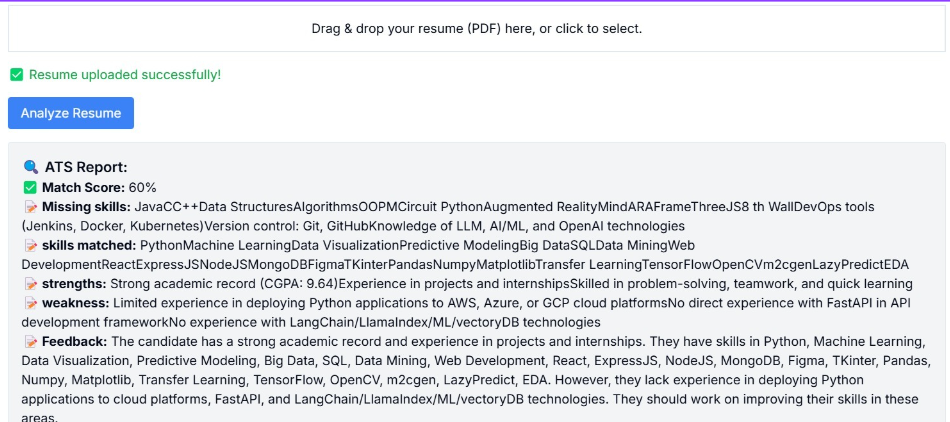 Drag & drop your resume (PDF) here, or click to select.
✅ Resume uploaded successfully!
Analyze Resume
🔍 ATS Report:
✅ Match Score: 60%
📝 Missing skills: JavaCC++Data StructuresAlgorithmsOOPMCircuit PythonAugmented RealityMindARAFrameThreeJS8 th WallDevOps tools
(Jenkins, Docker, Kubernetes)Version control: Git, GitHubKnowledge of LLM, AI/ML, and OpenAI technologies
📝 skills matched: PythonMachine LearningData VisualizationPredictive ModelingBig DataSQLData MiningWeb
DevelopmentReactExpressJSNodeJSMongoDBFigmaTKinterPandasNumpyMatplotlibTransfer LearningTensorFlowOpenCVm2cgenLazyPredictEDA
📝 strengths: Strong academic record (CGPA: 9.64)Experience in projects and internshipsSkilled in problem-solving, teamwork, and quick learning
📝 weakness: Limited experience in deploying Python applications to AWS, Azure, or GCP cloud platformsNo direct experience with FastAPI in API
development frameworkNo experience with LangChain/LlamaIndex/ML/vectoryDB technologies
📝 Feedback: The candidate has a strong academic record and experience in projects and internships. They have skills in Python, Machine Learning,
Data Visualization, Predictive Modeling, Big Data, SQL, Data Mining, Web Development, React, ExpressJS, NodeJS, MongoDB, Figma, TKinter, Pandas,
Numpy, Matplotlib, Transfer Learning, TensorFlow, OpenCV, m2cgen, LazyPredict, EDA. However, they lack experience in deploying Python
applications to cloud platforms, FastAPI, and LangChain/LlamaIndex/ML/vectoryDB technologies. They should work on improving their skills in these
areas.